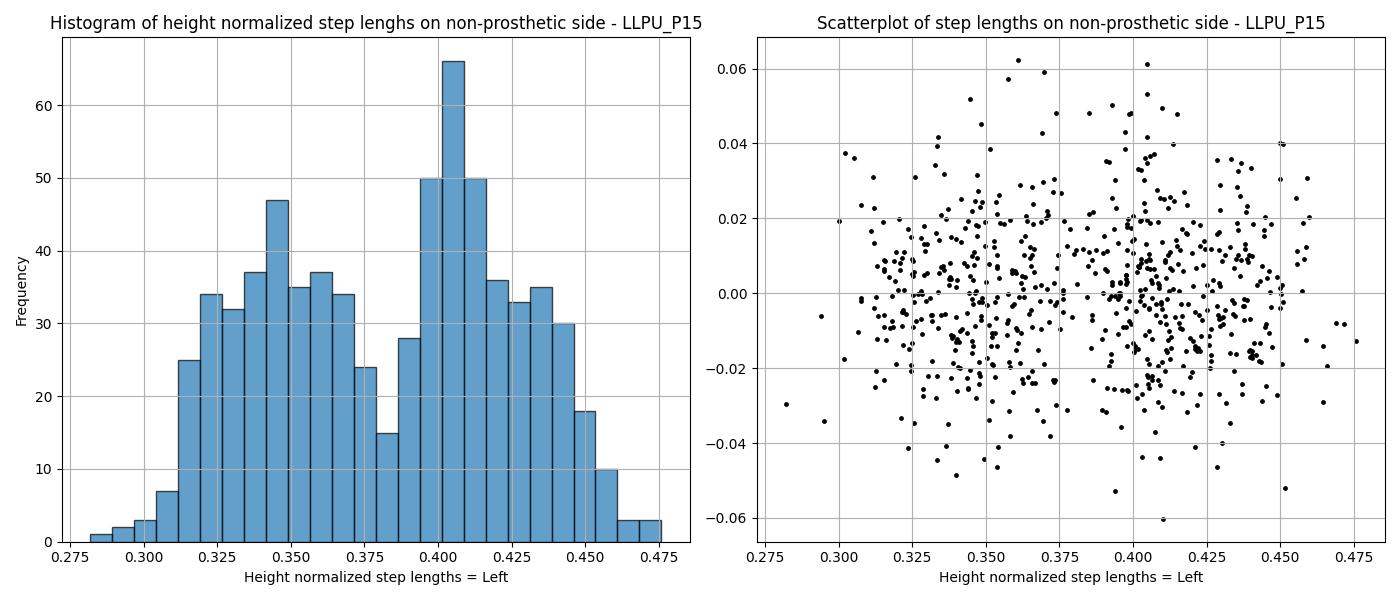 Histogram of height normalized step lenghs on non-prosthetic side - LLPU_P15
Frequency
60
50
40
30
20
10
0
0.275 0.300 0.325 0.350 0.375 0.400 0.425 0.450 0.475
Height normalized step lengths = Left
Scatterplot of step lengths on non-prosthetic side - LLPU_P15
0.06
0.04
0.02
0.00
−0.02
−0.04
−0.06
0.275 0.300 0.325 0.350 0.375 0.400 0.425 0.450 0.475
Height normalized step lengths = Left